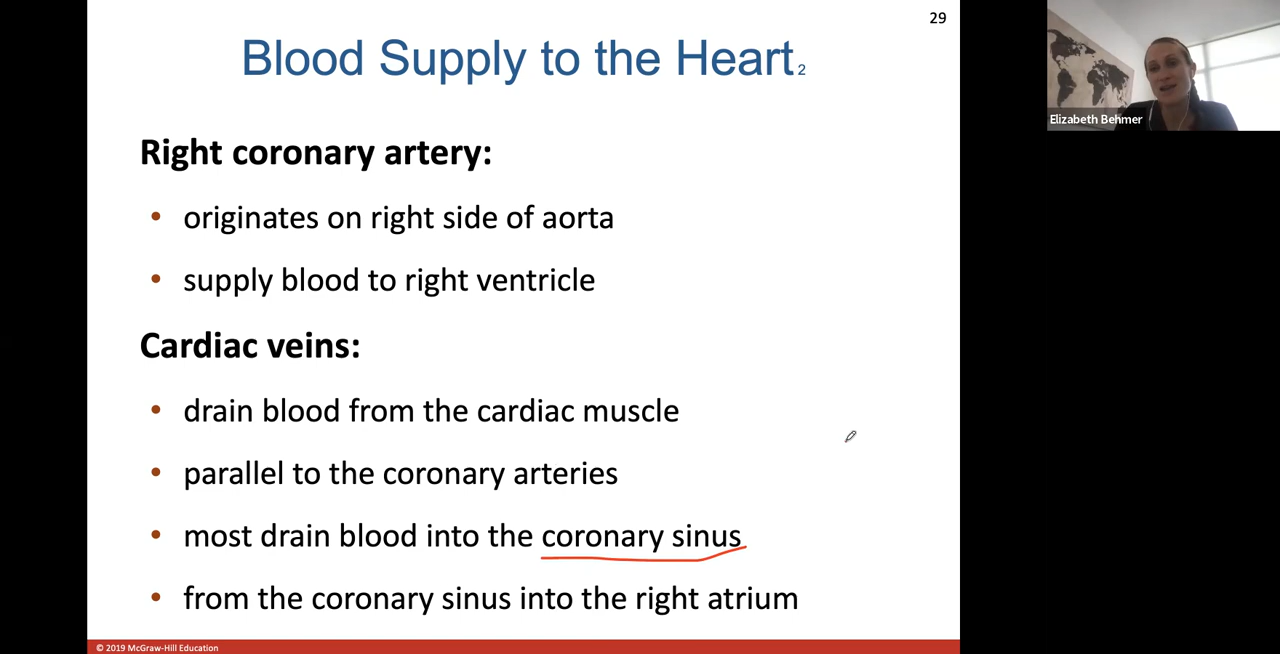 29
Blood Supply to the Heart 2
Elizabeth Behmer
Right coronary artery:
• originates on right side of aorta
• supply blood to right ventricle
Cardiac veins:
• drain blood from the cardiac muscle
• parallel to the coronary arteries
• most drain blood into the coronary sinus
• from the coronary sinus into the right atrium
© 2019 McGraw-Hill Education